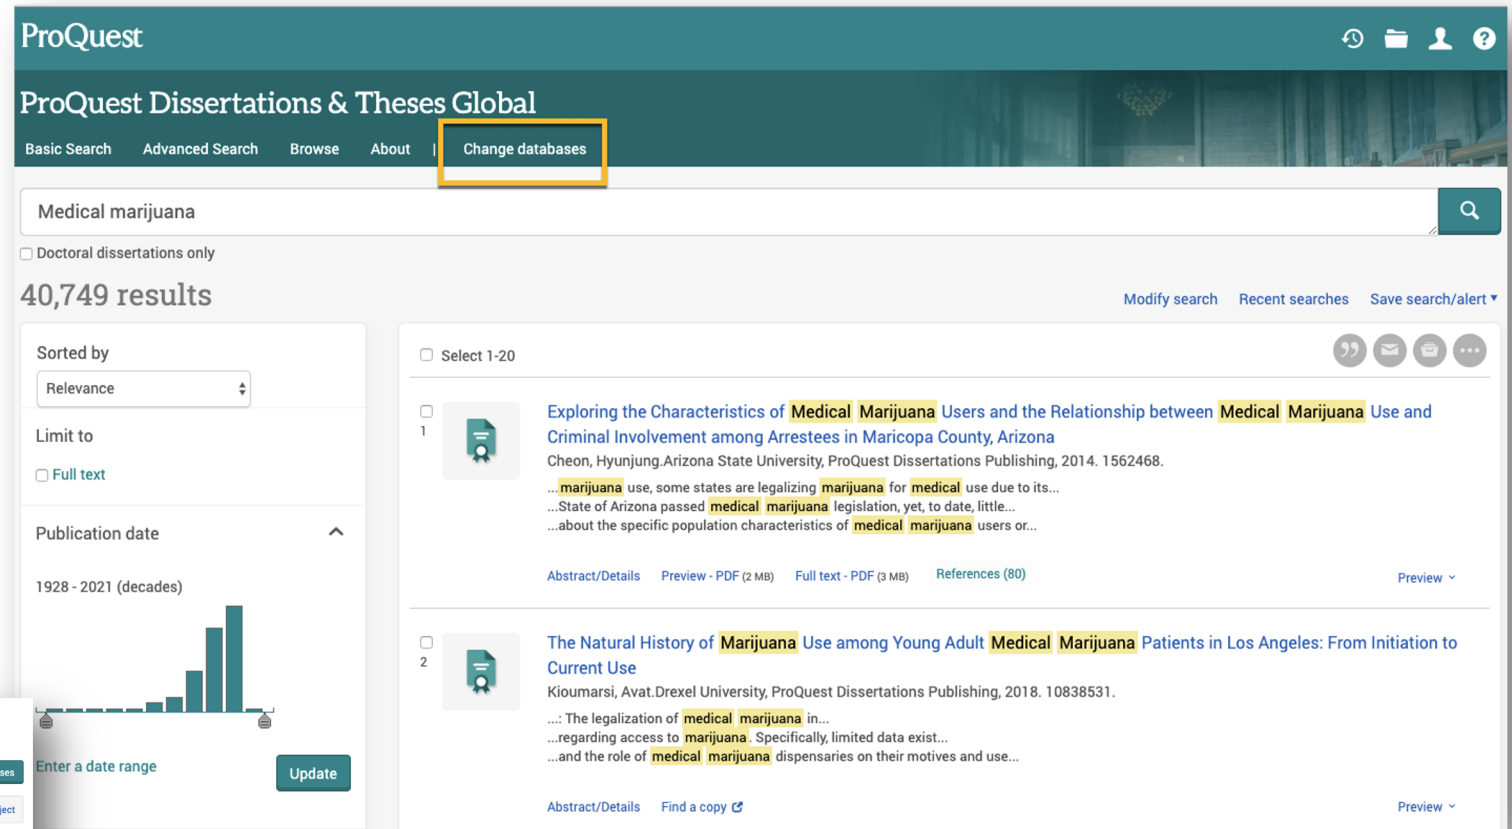 ProQuest
ProQuest Dissertations & Theses Global
Basic Search Advanced Search Browse About | Change databases
Medical marijuana
Doctoral dissertations only
40,749 results
Modify search Recent searches Save search/alert
Sorted by
Relevance
Limit to
Full text
Publication date
1928 - 2021 (decades)
Enter a date range
Update
ses
ject
Select 1-20
1
Exploring the Characteristics of Medical Marijuana Users and the Relationship between Medical Marijuana Use and
Criminal Involvement among Arrestees in Maricopa County, Arizona
Cheon, Hyunjung.Arizona State University, ProQuest Dissertations Publishing, 2014. 1562468.
...marijuana use, some states are legalizing marijuana for medical use due to its...
...State of Arizona passed medical marijuana legislation, yet, to date, little...
...about the specific population characteristics of medical marijuana users or...
Abstract/Details Preview - PDF (2 MB) Full text - PDF (3 MB) References (80) Preview
2
The Natural History of Marijuana Use among Young Adult Medical Marijuana Patients in Los Angeles: From Initiation to
Current Use
Kioumarsi, Avat.Drexel University, ProQuest Dissertations Publishing, 2018. 10838531.
...: The legalization of medical marijuana in...
...regarding access to marijuana. Specifically, limited data exist...
...and the role of medical marijuana dispensaries on their motives and use...
Abstract/Details Find a copy Preview